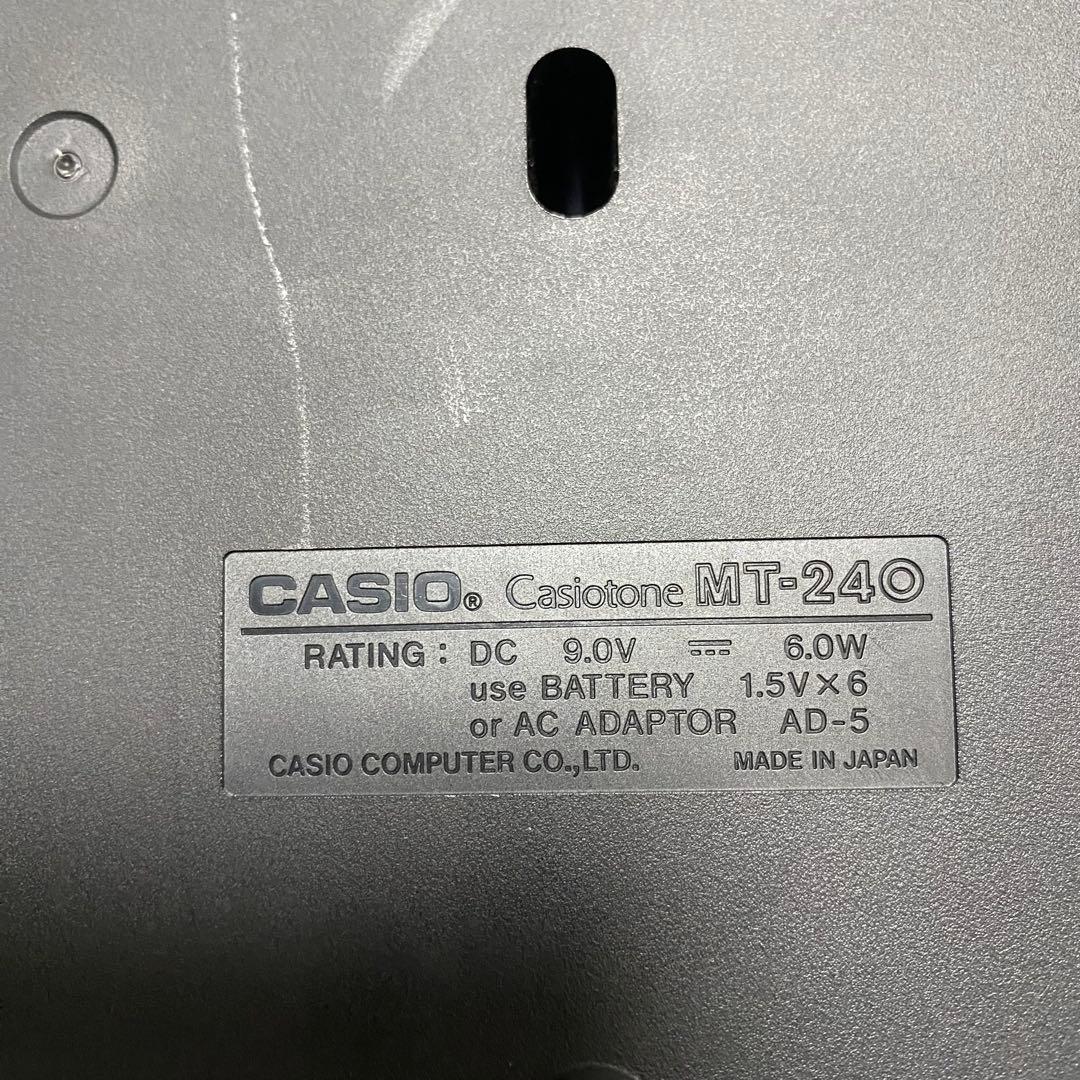 CASIO® Casiotone MT-240
RATING : DC 9.0V ⎓ 6.0W
use BATTERY 1.5V×6
or AC ADAPTOR AD-5
CASIO COMPUTER CO.,LTD. MADE IN JAPAN